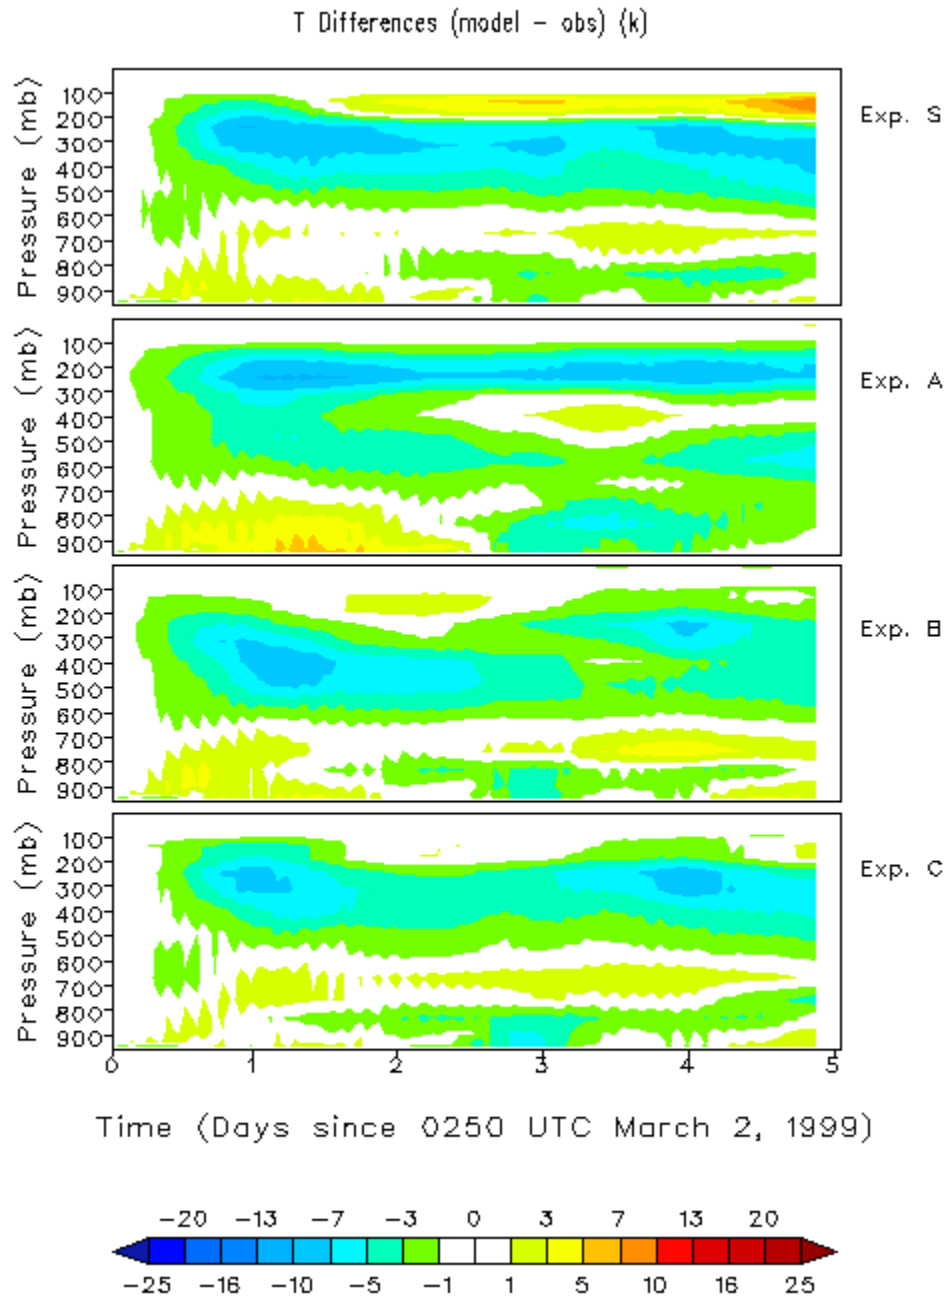 T Differences (model - obs) (k)
Pressure (mb)
100
200
300
400
500
600
700
800
900
Exp. S
Pressure (mb)
100
200
300
400
500
600
700
800
900
Exp. A
Pressure (mb)
100
200
300
400
500
600
700
800
900
Exp. B
Pressure (mb)
100
200
300
400
500
600
700
800
900
Exp. C
0 1 2 3 4 5
Time (Days since 0250 UTC March 2, 1999)
-20 -13 -7 -3 0 3 7 13 20
-25 -16 -10 -5 -1 1 5 10 16 25